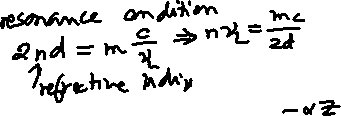 resonance condition
2nd = m c/ν ⇒ nν = mc/2d
↑ refractive index
-αz